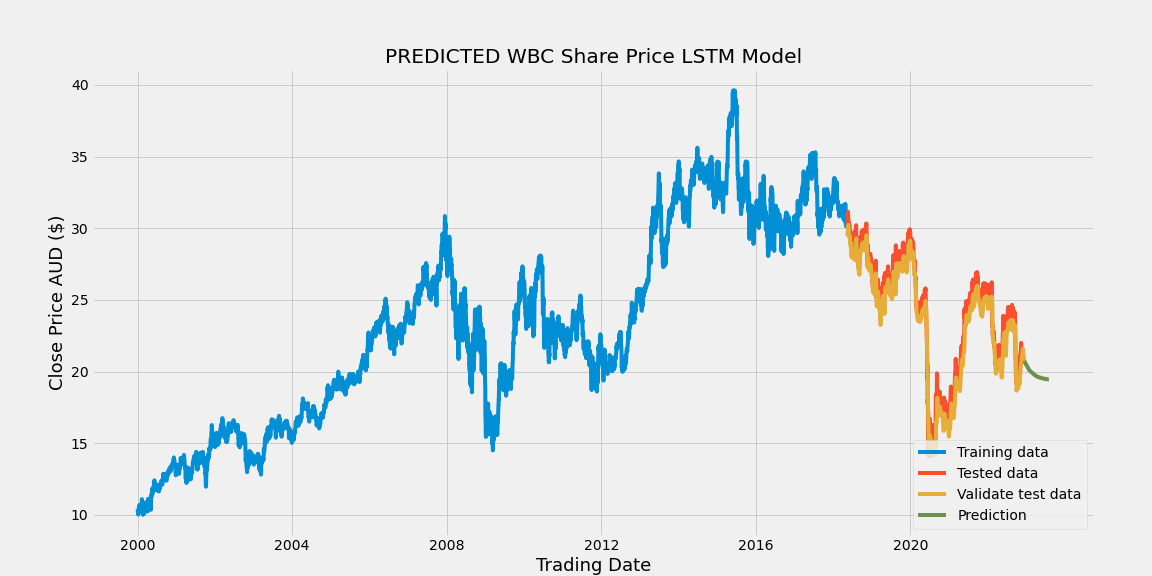 PREDICTED WBC Share Price LSTM Model
40
35
30
25
20
15
10
Close Price AUD ($)
Training data
Tested data
Validate test data
Prediction
2000 2004 2008 2012 2016 2020
Trading Date